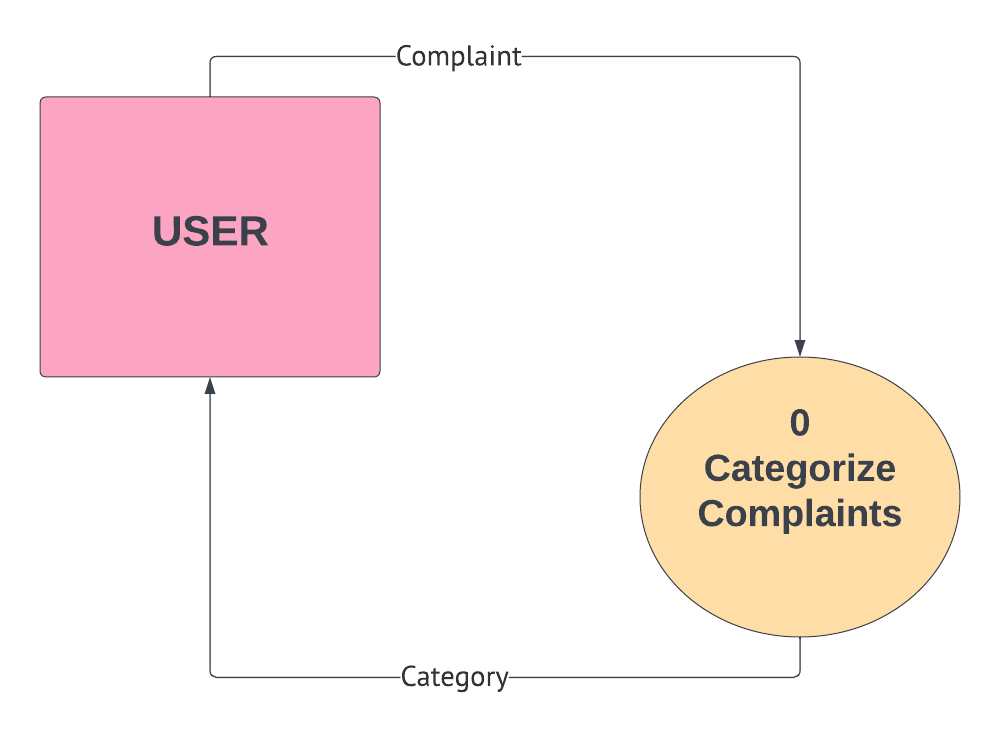 Complaint
USER
0
Categorize
Complaints
Category